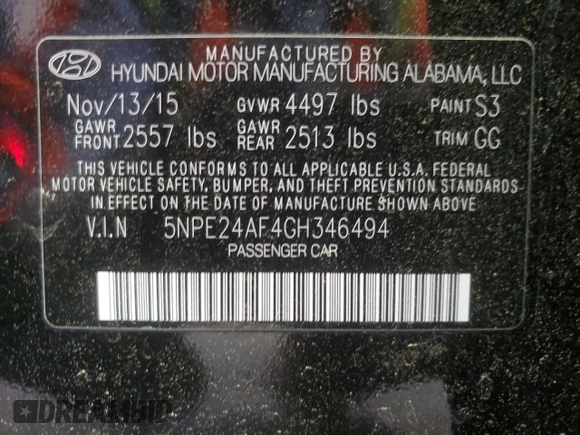 MANUFACTURED BY
HYUNDAI MOTOR MANUFACTURING ALABAMA, LLC
Nov/13/15 GVWR 4497 lbs PAINT S3
GAWR FRONT 2557 lbs GAWR REAR 2513 lbs TRIM GG
THIS VEHICLE CONFORMS TO ALL APPLICABLE U.S.A. FEDERAL
MOTOR VEHICLE SAFETY, BUMPER, AND THEFT PREVENTION STANDARDS
IN EFFECT ON THE DATE OF MANUFACTURE SHOWN ABOVE.
V.I.N 5NPE24AF4GH346494
PASSENGER CAR
DREAMBID